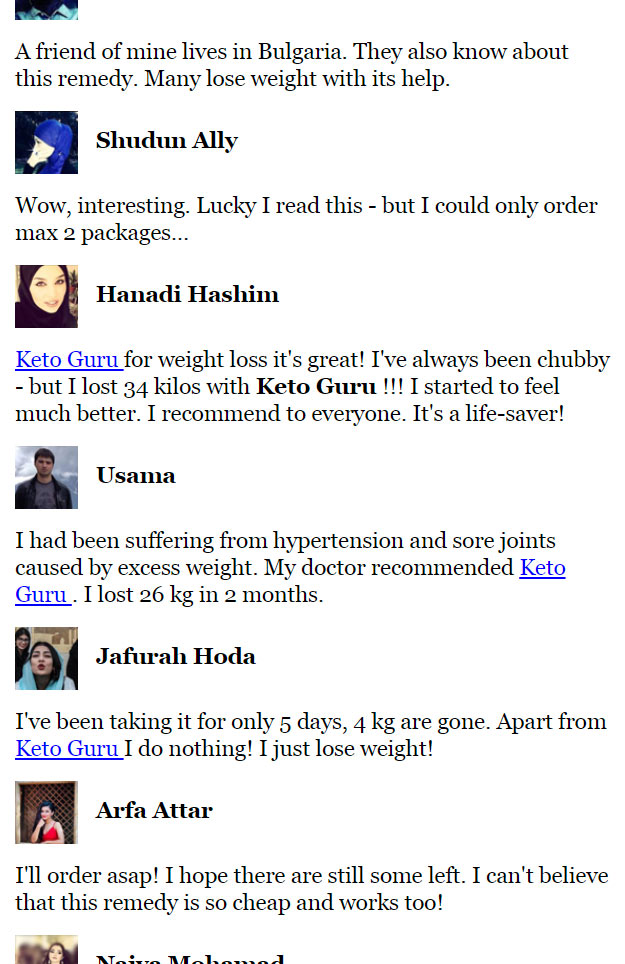 A friend of mine lives in Bulgaria. They also know about
this remedy. Many lose weight with its help.
Shudun Ally
Wow, interesting. Lucky I read this - but I could only order
max 2 packages...
Hanadi Hashim
Keto Guru for weight loss it's great! I've always been chubby
- but I lost 34 kilos with Keto Guru !!! I started to feel
much better. I recommend to everyone. It's a life-saver!
Usama
I had been suffering from hypertension and sore joints
caused by excess weight. My doctor recommended Keto
Guru . I lost 26 kg in 2 months.
Jafurah Hoda
I've been taking it for only 5 days, 4 kg are gone. Apart from
Keto Guru I do nothing! I just lose weight!
Arfa Attar
I'll order asap! I hope there are still some left. I can't believe
that this remedy is so cheap and works too!
Mohamad